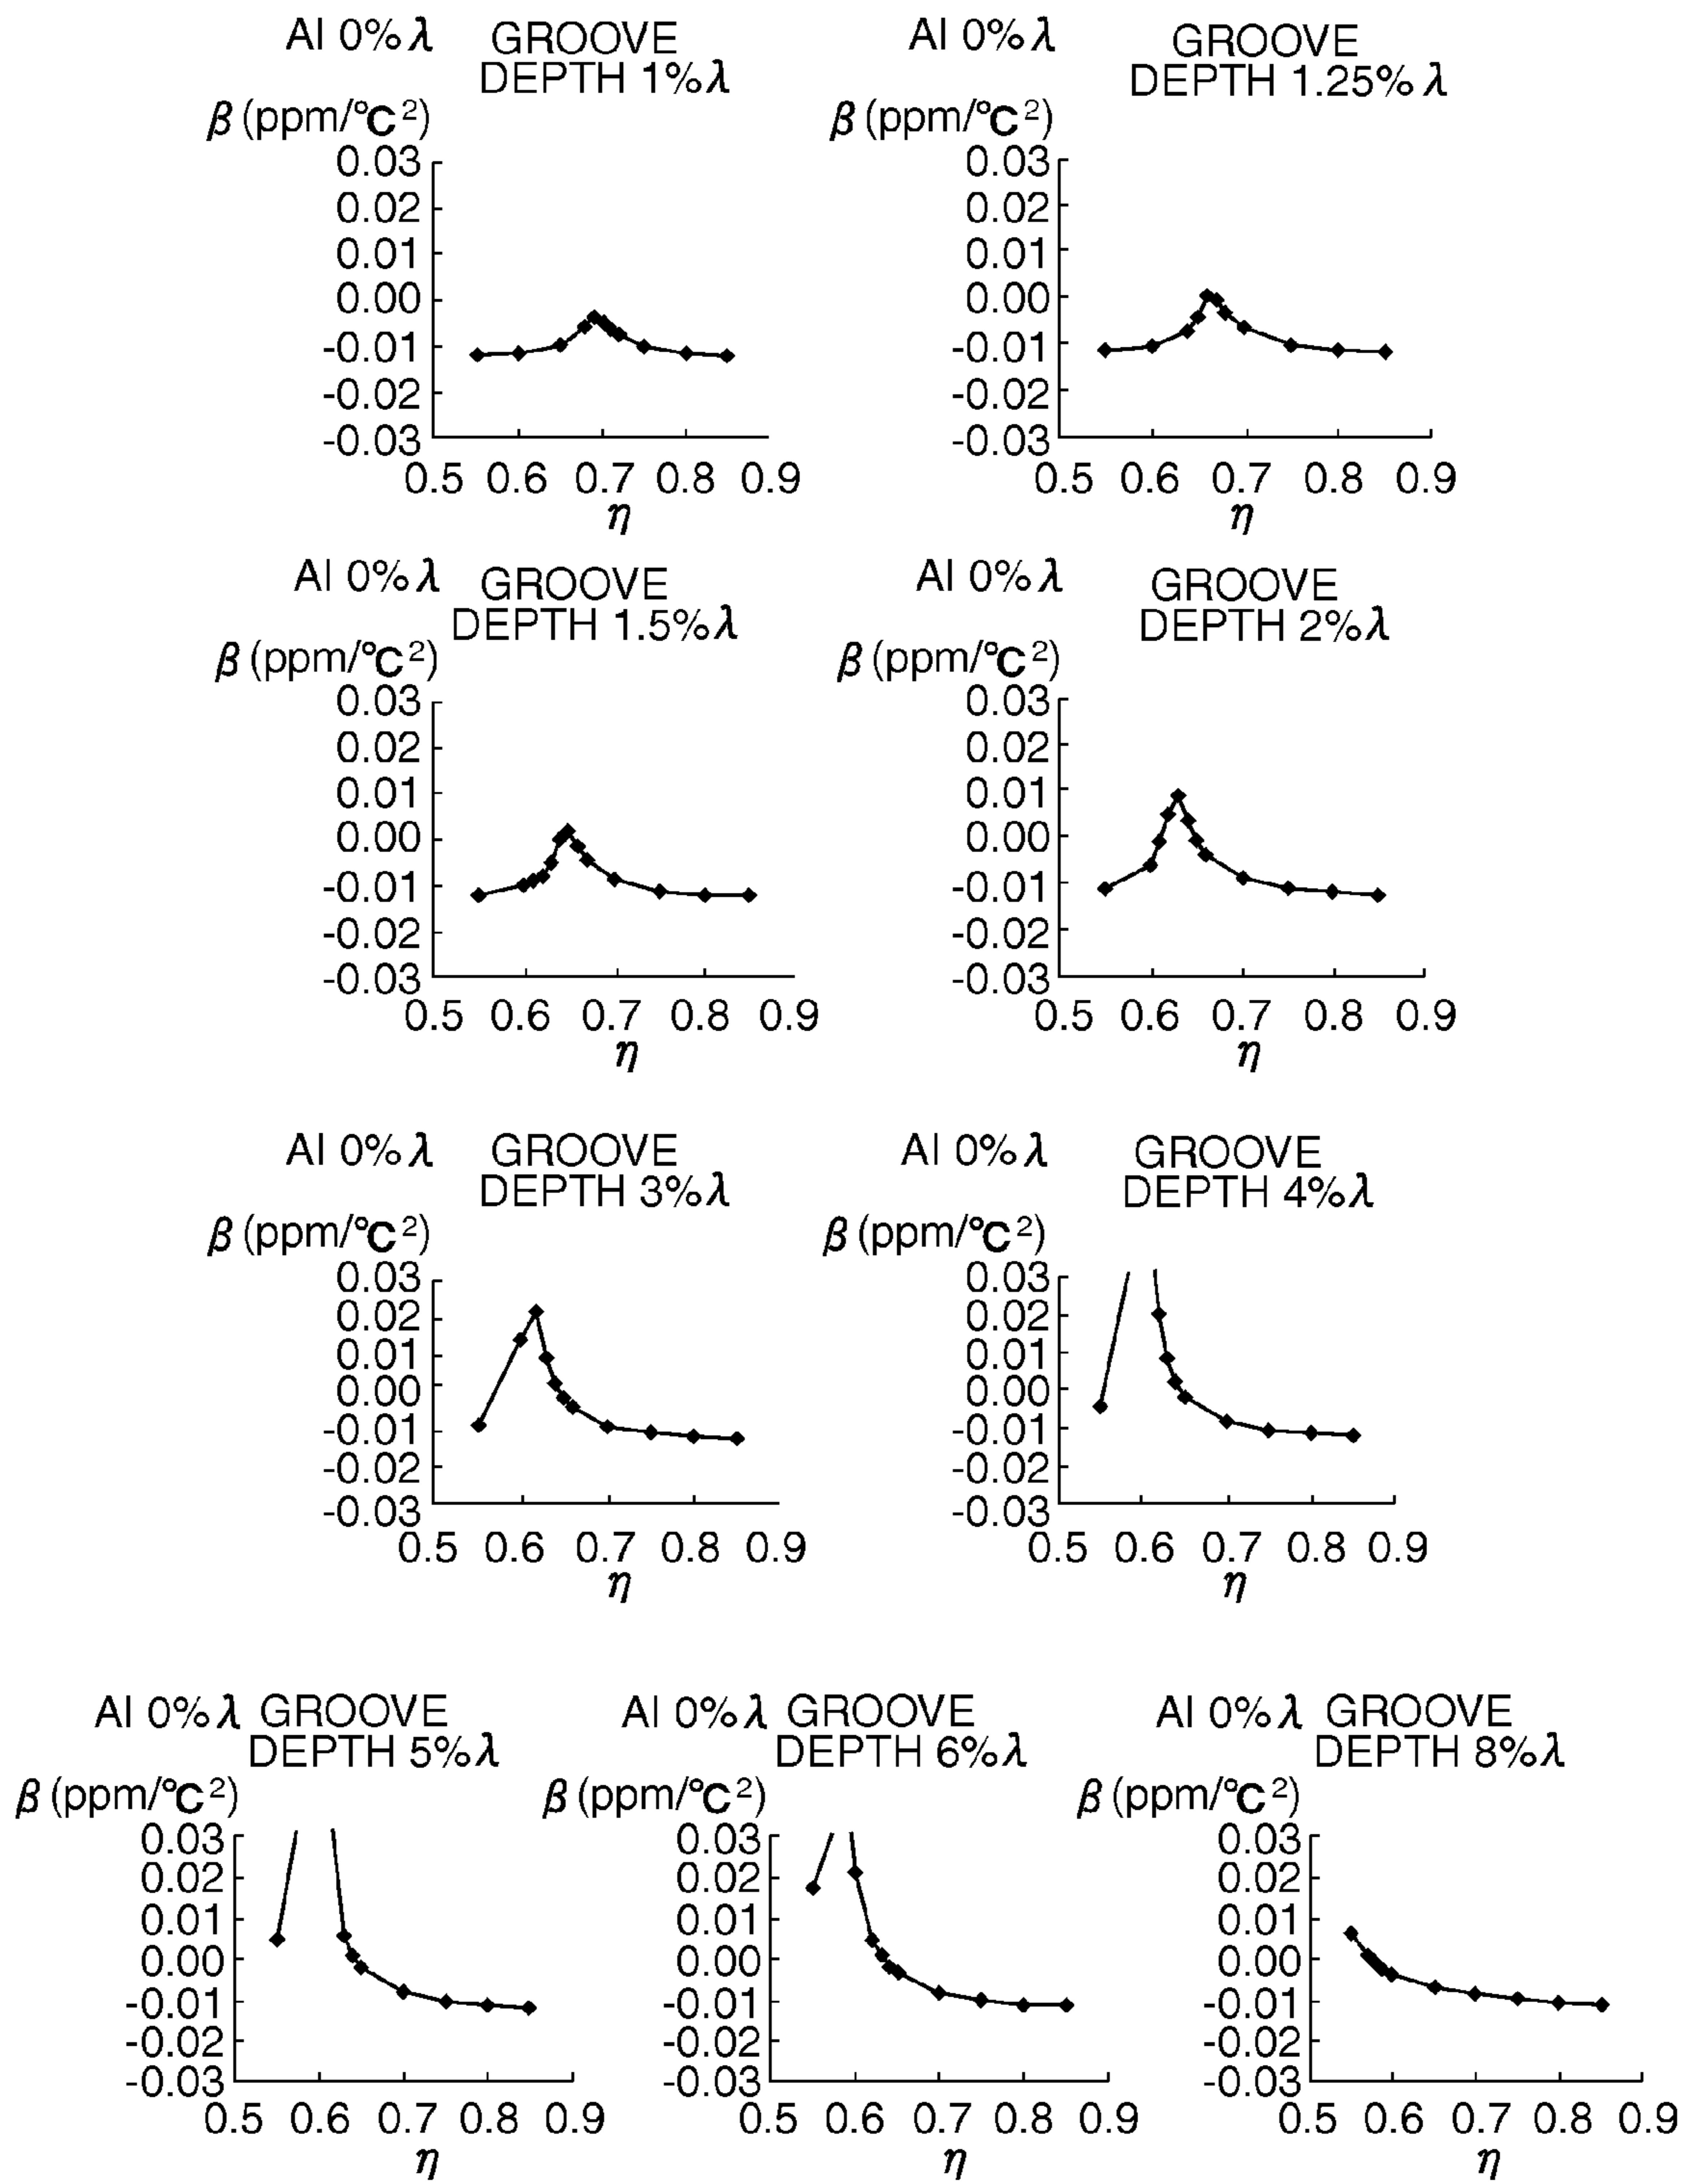 Al 0%λ GROOVE DEPTH 1%λ
β (ppm/°C²)
0.03
0.02
0.01
0.00
-0.01
-0.02
-0.03
0.5 0.6 0.7 0.8 0.9
η
Al 0%λ GROOVE DEPTH 1.25%λ
β (ppm/°C²)
0.03
0.02
0.01
0.00
-0.01
-0.02
-0.03
0.5 0.6 0.7 0.8 0.9
η
Al 0%λ GROOVE DEPTH 1.5%λ
β (ppm/°C²)
0.03
0.02
0.01
0.00
-0.01
-0.02
-0.03
0.5 0.6 0.7 0.8 0.9
η
Al 0%λ GROOVE DEPTH 2%λ
β (ppm/°C²)
0.03
0.02
0.01
0.00
-0.01
-0.02
-0.03
0.5 0.6 0.7 0.8 0.9
η
Al 0%λ GROOVE DEPTH 3%λ
β (ppm/°C²)
0.03
0.02
0.01
0.00
-0.01
-0.02
-0.03
0.5 0.6 0.7 0.8 0.9
η
Al 0%λ GROOVE DEPTH 4%λ
β (ppm/°C²)
0.03
0.02
0.01
0.00
-0.01
-0.02
-0.03
0.5 0.6 0.7 0.8 0.9
η
Al 0%λ GROOVE DEPTH 5%λ
β (ppm/°C²)
0.03
0.02
0.01
0.00
-0.01
-0.02
-0.03
0.5 0.6 0.7 0.8 0.9
η
Al 0%λ GROOVE DEPTH 6%λ
β (ppm/°C²)
0.03
0.02
0.01
0.00
-0.01
-0.02
-0.03
0.5 0.6 0.7 0.8 0.9
η
Al 0%λ GROOVE DEPTH 8%λ
β (ppm/°C²)
0.03
0.02
0.01
0.00
-0.01
-0.02
-0.03
0.5 0.6 0.7 0.8 0.9
η